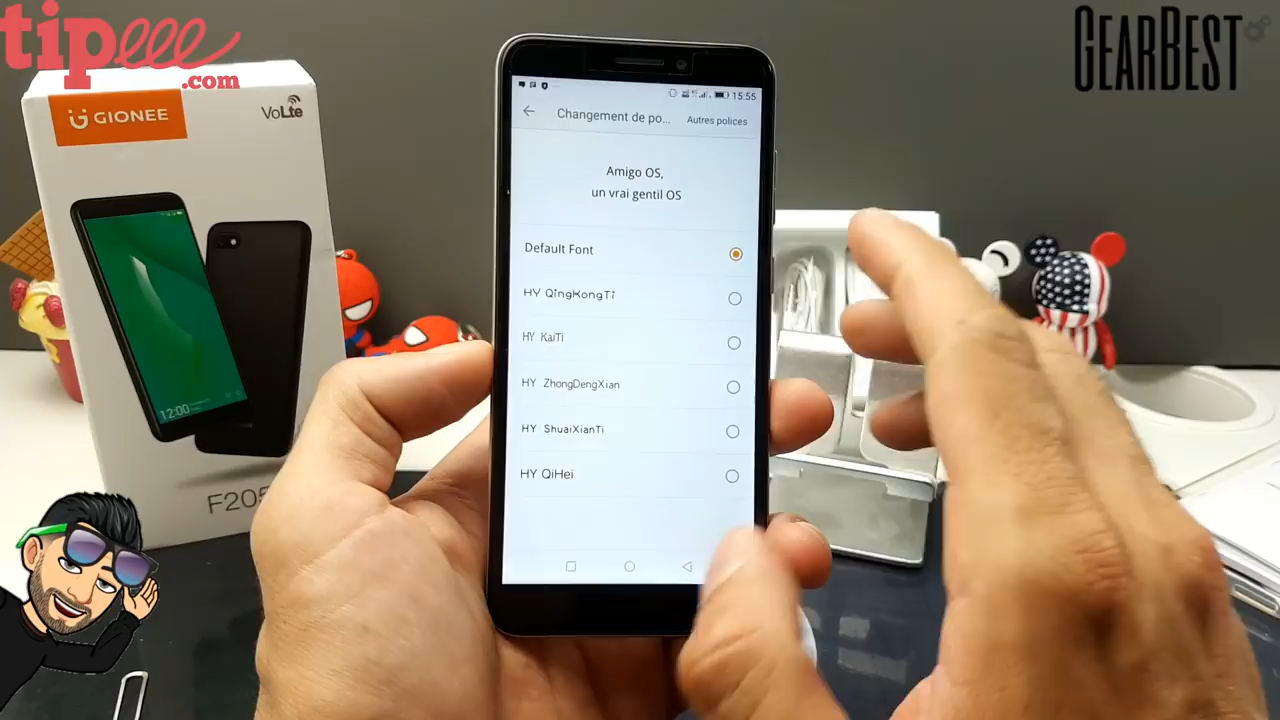 tipeee
.com
GEARBEST
GIONEE
VoLte
12:00
F205
15:55
Changement de po...
Autres polices
Amigo OS,
un vrai gentil OS
Default Font
HY QingKongTi
HY KaiTi
HY ZhongDengXian
HY ShuaiXianTi
HY QiHei